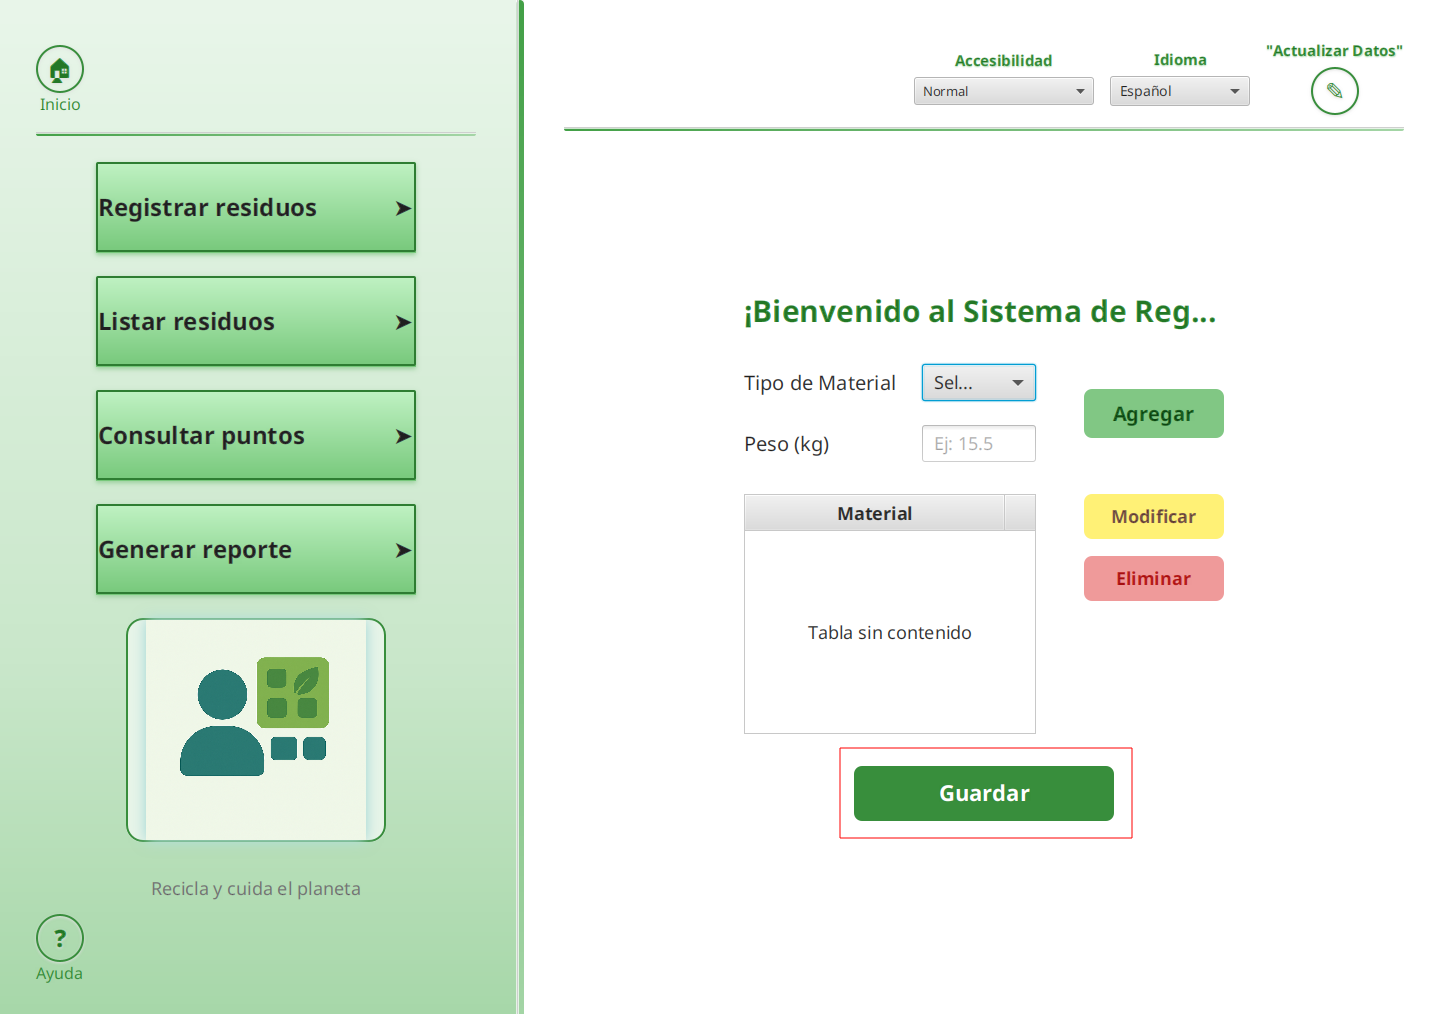 Inicio
Registrar residuos
Listar residuos
Consultar puntos
Generar reporte
Recicla y cuida el planeta
?
Ayuda
Accesibilidad
Normal
Idioma
Español
"Actualizar Datos"
¡Bienvenido al Sistema de Reg...
Tipo de Material
Sel...
Agregar
Peso (kg)
Ej: 15.5
Material
Modificar
Eliminar
Tabla sin contenido
Guardar